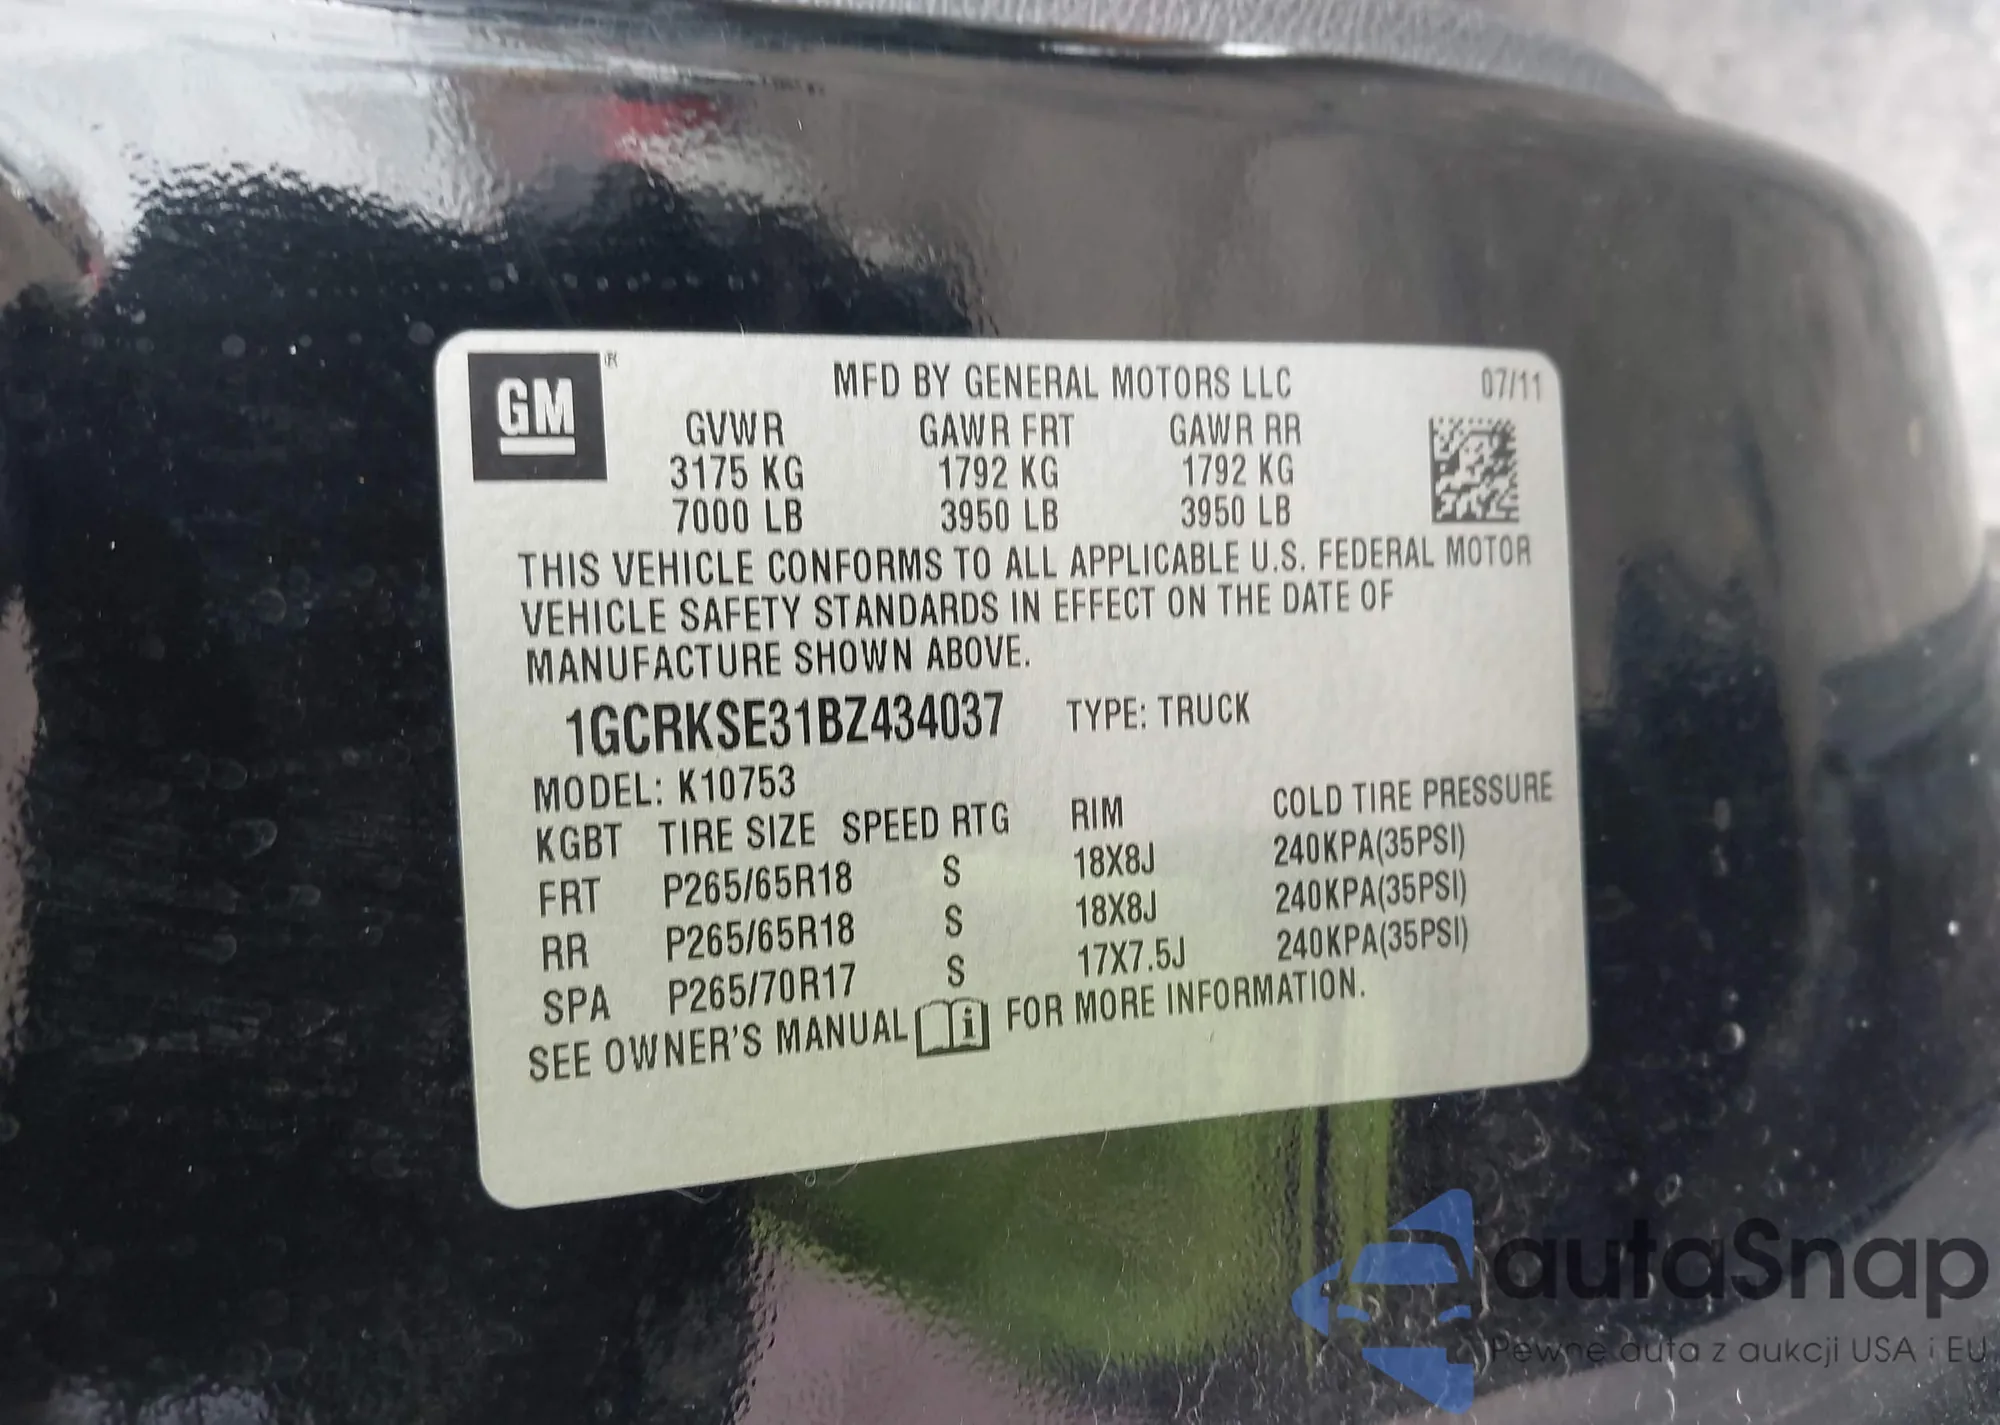 GM ®
MFD BY GENERAL MOTORS LLC 07/11
GVWR GAWR FRT GAWR RR
3175 KG 1792 KG 1792 KG
7000 LB 3950 LB 3950 LB
THIS VEHICLE CONFORMS TO ALL APPLICABLE U.S. FEDERAL MOTOR
VEHICLE SAFETY STANDARDS IN EFFECT ON THE DATE OF
MANUFACTURE SHOWN ABOVE.
1GCRKSE31BZ434037 TYPE: TRUCK
MODEL: K10753
KGBT TIRE SIZE SPEED RTG RIM COLD TIRE PRESSURE
FRT P265/65R18 S 18X8J 240KPA(35PSI)
RR P265/65R18 S 18X8J 240KPA(35PSI)
SPA P265/70R17 S 17X7.5J 240KPA(35PSI)
SEE OWNER'S MANUAL i FOR MORE INFORMATION.
autaSnap
Pewne auta z aukcji USA i EU